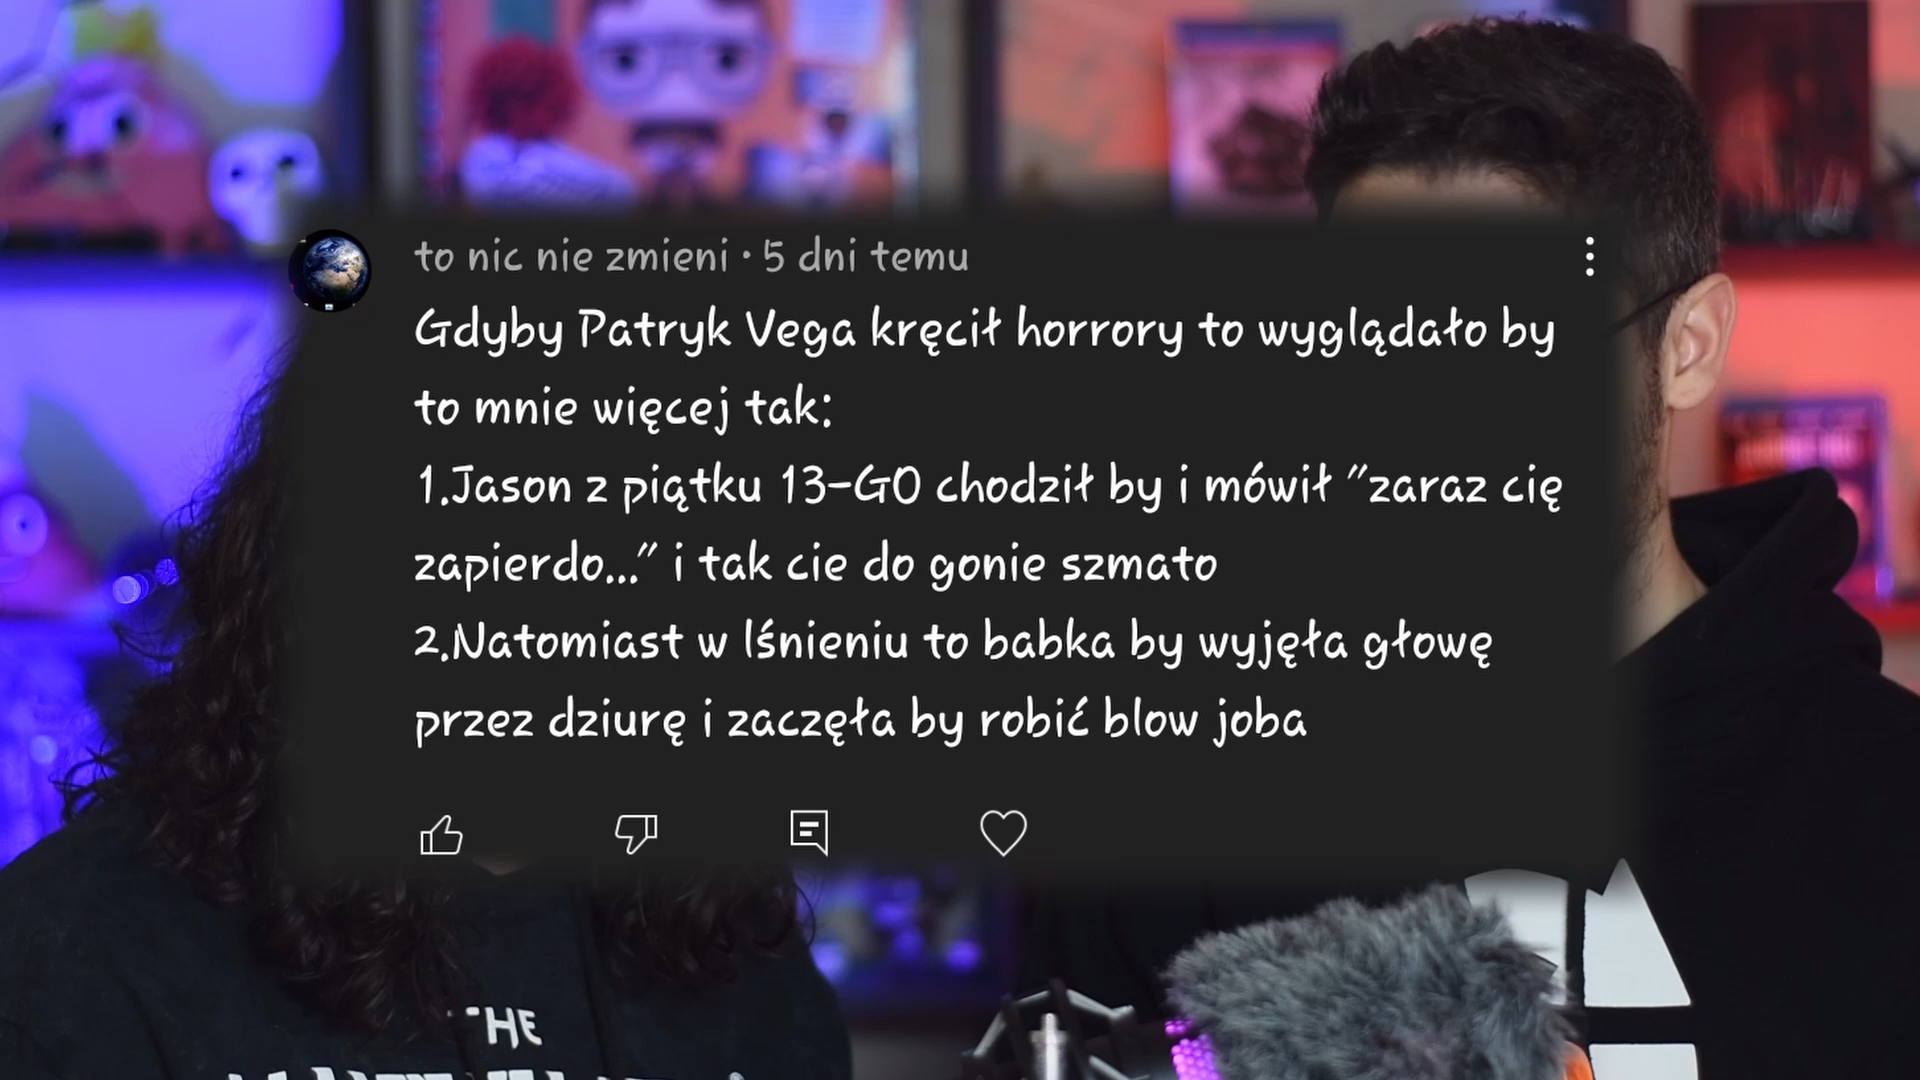 to nic nie zmieni · 5 dni temu
Gdyby Patryk Vega kręcił horrory to wyglądało by
to mnie więcej tak:
1.Jason z piątku 13-GO chodził by i mówił "zaraz cię
zapierdo..." i tak cie do gonie szmato
2.Natomiast w lśnieniu to babka by wyjęła głowę
przez dziurę i zaczęła by robić blow joba
THE